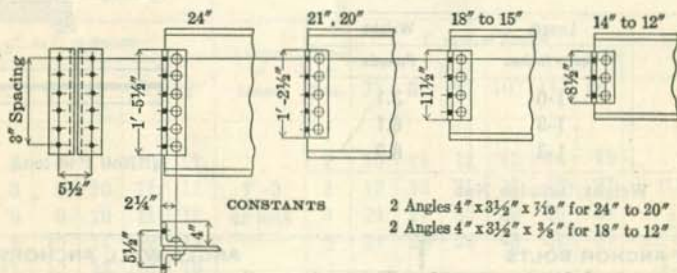 24"
21", 20"
18" to 15"
14" to 12"
3" Spacing
1'-5½"
1'-2½"
11½"
8½"
5½"
2¼"
CONSTANTS
4"
5½"
2 Angles 4" x 3½" x 7/16" for 24" to 20"
2 Angles 4" x 3½" x ⅜" for 18" to 12"